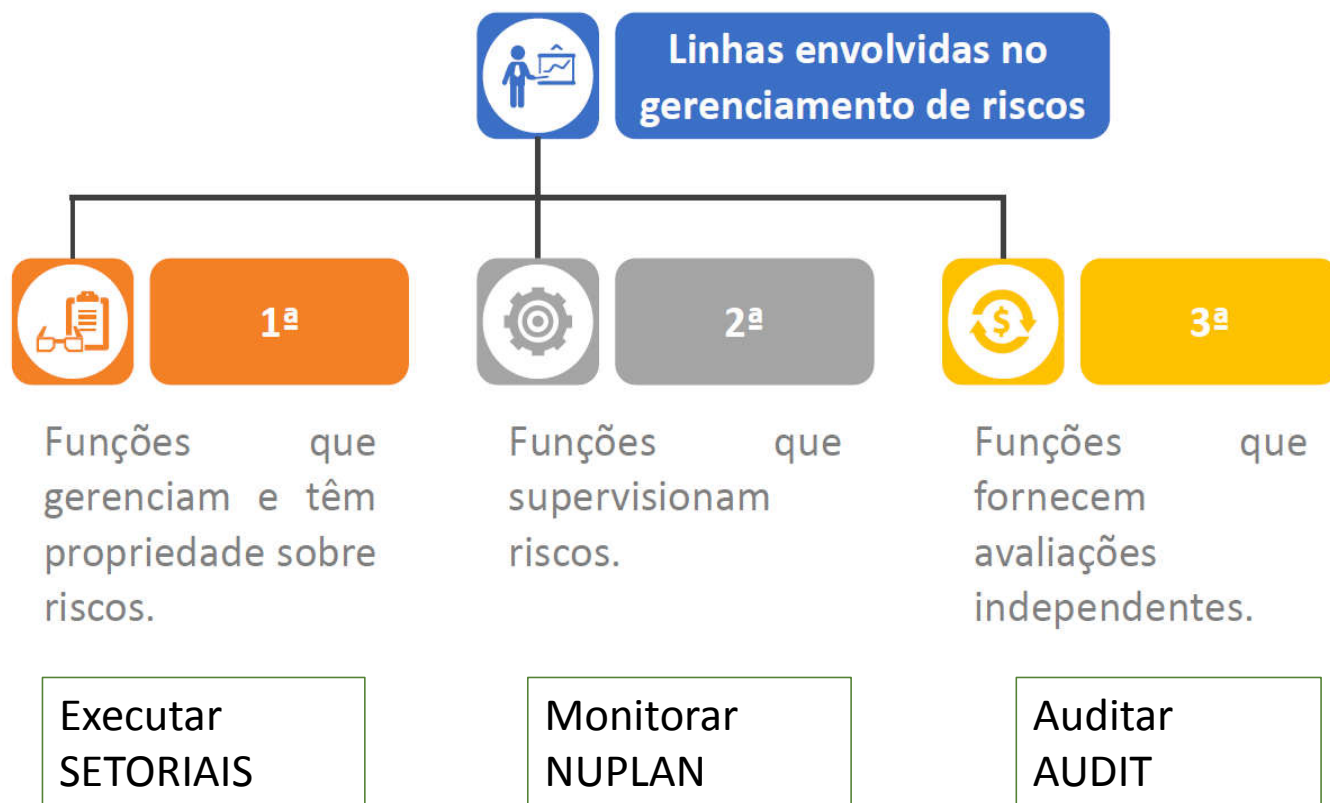 Linhas envolvidas no
gerenciamento de riscos
1ª
Funções que
gerenciam e têm
propriedade sobre
riscos.
Executar
SETORIAIS
2ª
Funções que
supervisionam
riscos.
Monitorar
NUPLAN
3ª
$
Funções que
fornecem
avaliações
independentes.
Auditar
AUDIT